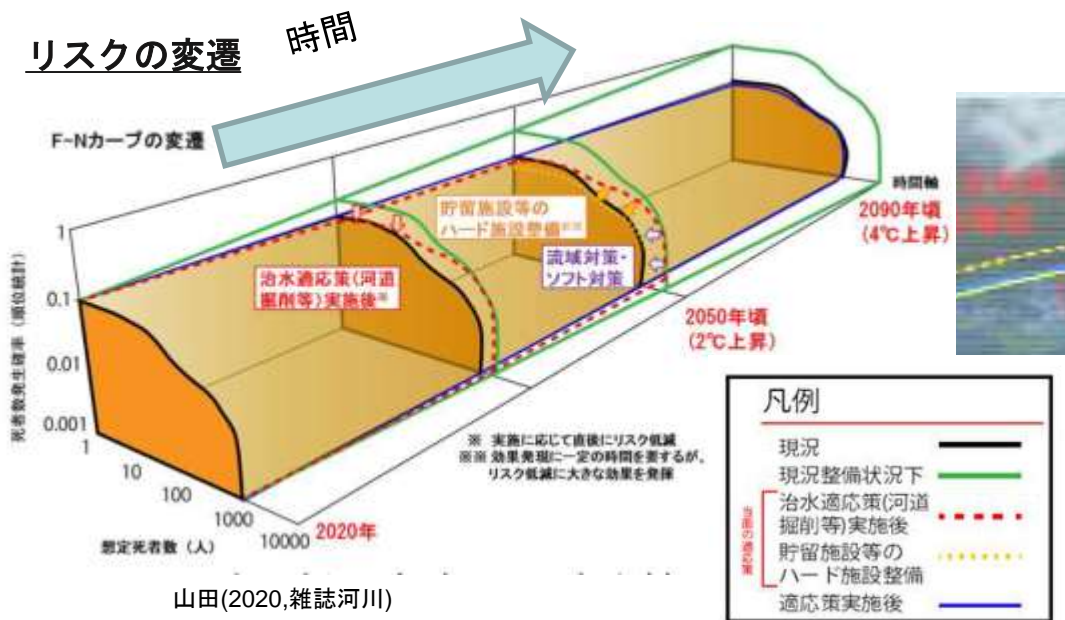 リスクの変遷
時間
F-Nカーブの変遷
貯留施設等の
ハード施設整備※※
流域対策・
ソフト対策
治水適応策(河道
掘削等)実施後※
時間軸
2090年頃
(4℃上昇)
2050年頃
(2℃上昇)
2020年
死者数発生確率(順位統計)
1
0.1
0.01
0.001
1
10
100
1000
10000
想定死者数(人)
※ 実施に応じて直後にリスク低減
※※ 効果発現に一定の時間を要するが、
リスク低減に大きな効果を発揮
山田(2020,雑誌河川)
凡例
現況
現況整備状況下
当面の適応策
治水適応策(河道
掘削等)実施後
貯留施設等の
ハード施設整備
適応策実施後